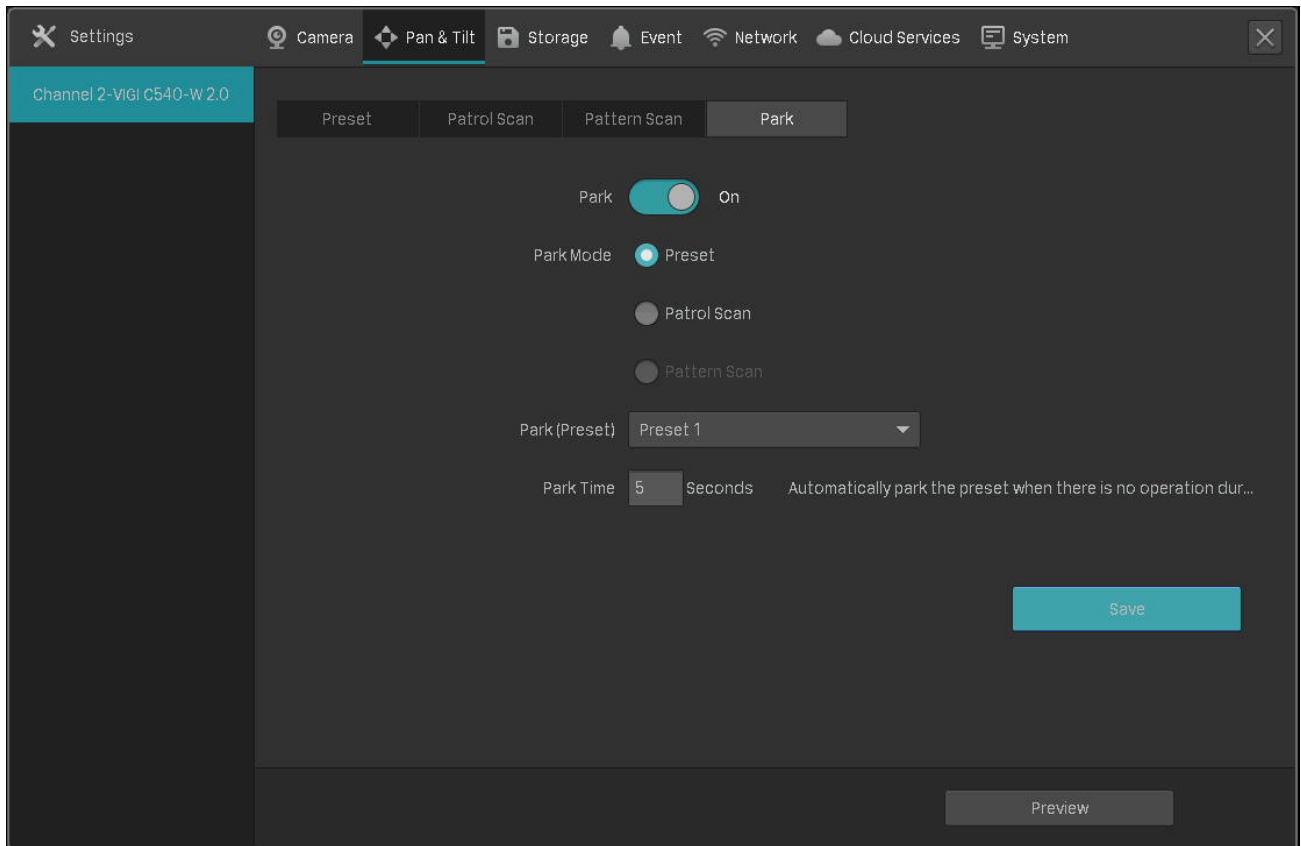 Settings Camera Pan & Tilt Storage Event Network Cloud Services System
Channel 2-VIGI C540-W 2.0
Preset Patrol Scan Pattern Scan Park
Park On
Park Mode Preset
Patrol Scan
Pattern Scan
Park (Preset) Preset 1
Park Time 5 Seconds Automatically park the preset when there is no operation dur...
Save
Preview